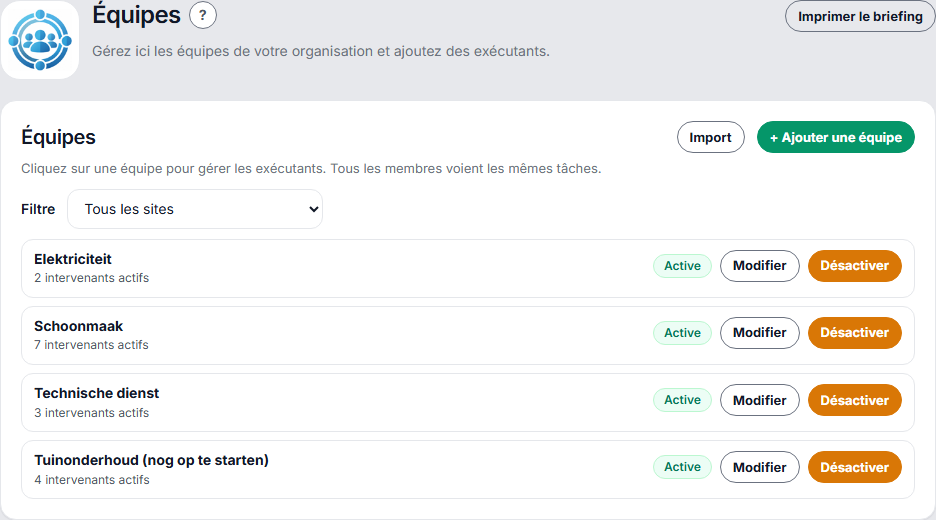 Équipes ?
Imprimer le briefing
Gérez ici les équipes de votre organisation et ajoutez des exécutants.
Équipes
Import
+ Ajouter une équipe
Cliquez sur une équipe pour gérer les exécutants. Tous les membres voient les mêmes tâches.
Filtre Tous les sites
Elektriciteit
2 intervenants actifs
Active Modifier Désactiver
Schoonmaak
7 intervenants actifs
Active Modifier Désactiver
Technische dienst
3 intervenants actifs
Active Modifier Désactiver
Tuinonderhoud (nog op te starten)
4 intervenants actifs
Active Modifier Désactiver